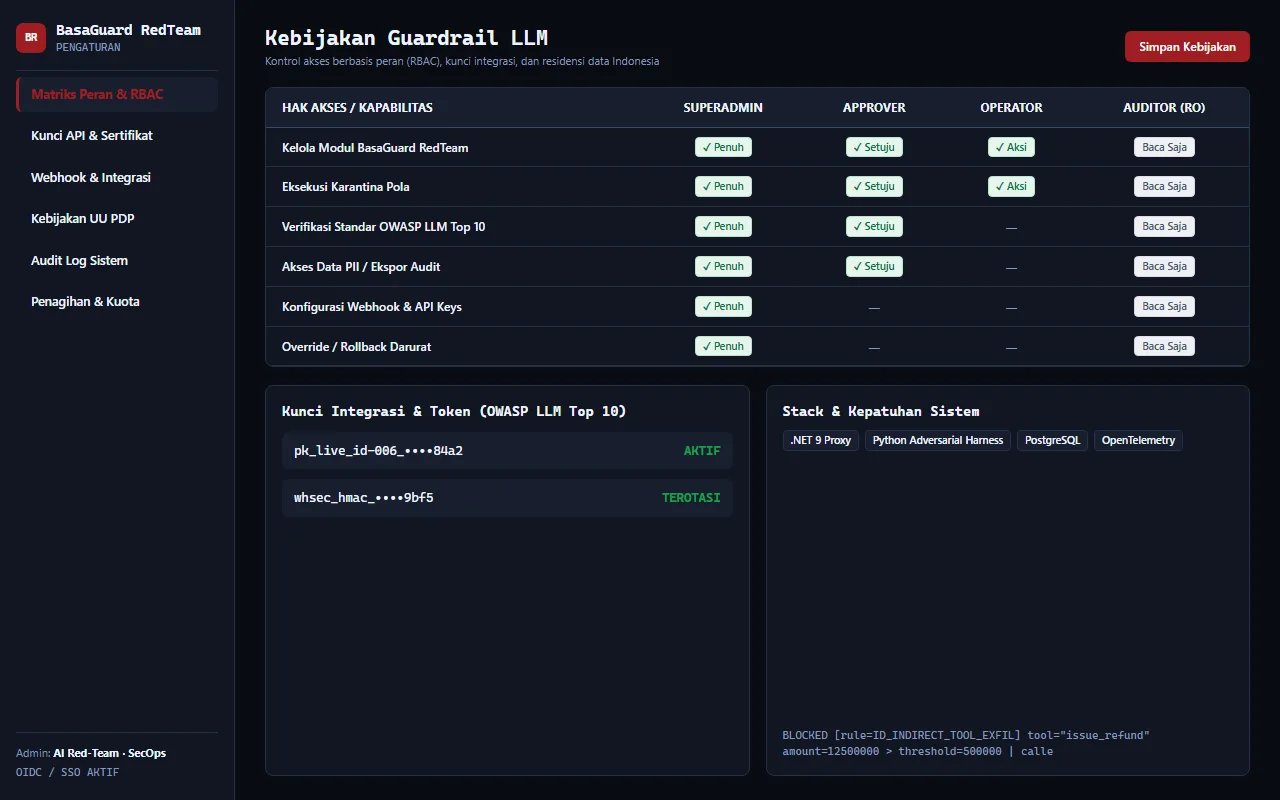 BR
BasaGuard RedTeam
PENGATURAN
Matriks Peran & RBAC
Kunci API & Sertifikat
Webhook & Integrasi
Kebijakan UU PDP
Audit Log Sistem
Penagihan & Kuota
Admin: AI Red-Team · SecOps
OIDC / SSO AKTIF
Kebijakan Guardrail LLM
Kontrol akses berbasis peran (RBAC), kunci integrasi, dan residensi data Indonesia
Simpan Kebijakan
HAK AKSES / KAPABILITAS SUPERADMIN APPROVER OPERATOR AUDITOR (RO)
Kelola Modul BasaGuard RedTeam ✓ Penuh ✓ Setuju ✓ Aksi Baca Saja
Eksekusi Karantina Pola ✓ Penuh ✓ Setuju ✓ Aksi Baca Saja
Verifikasi Standar OWASP LLM Top 10 ✓ Penuh ✓ Setuju — Baca Saja
Akses Data PII / Ekspor Audit ✓ Penuh ✓ Setuju — Baca Saja
Konfigurasi Webhook & API Keys ✓ Penuh — — Baca Saja
Override / Rollback Darurat ✓ Penuh — — Baca Saja
Kunci Integrasi & Token (OWASP LLM Top 10)
pk_live_id-006_••••84a2 AKTIF
whsec_hmac_••••9bf5 TEROTASI
Stack & Kepatuhan Sistem
.NET 9 Proxy Python Adversarial Harness PostgreSQL OpenTelemetry
BLOCKED [rule=ID_INDIRECT_TOOL_EXFIL] tool="issue_refund"
amount=12500000 > threshold=500000 | calle